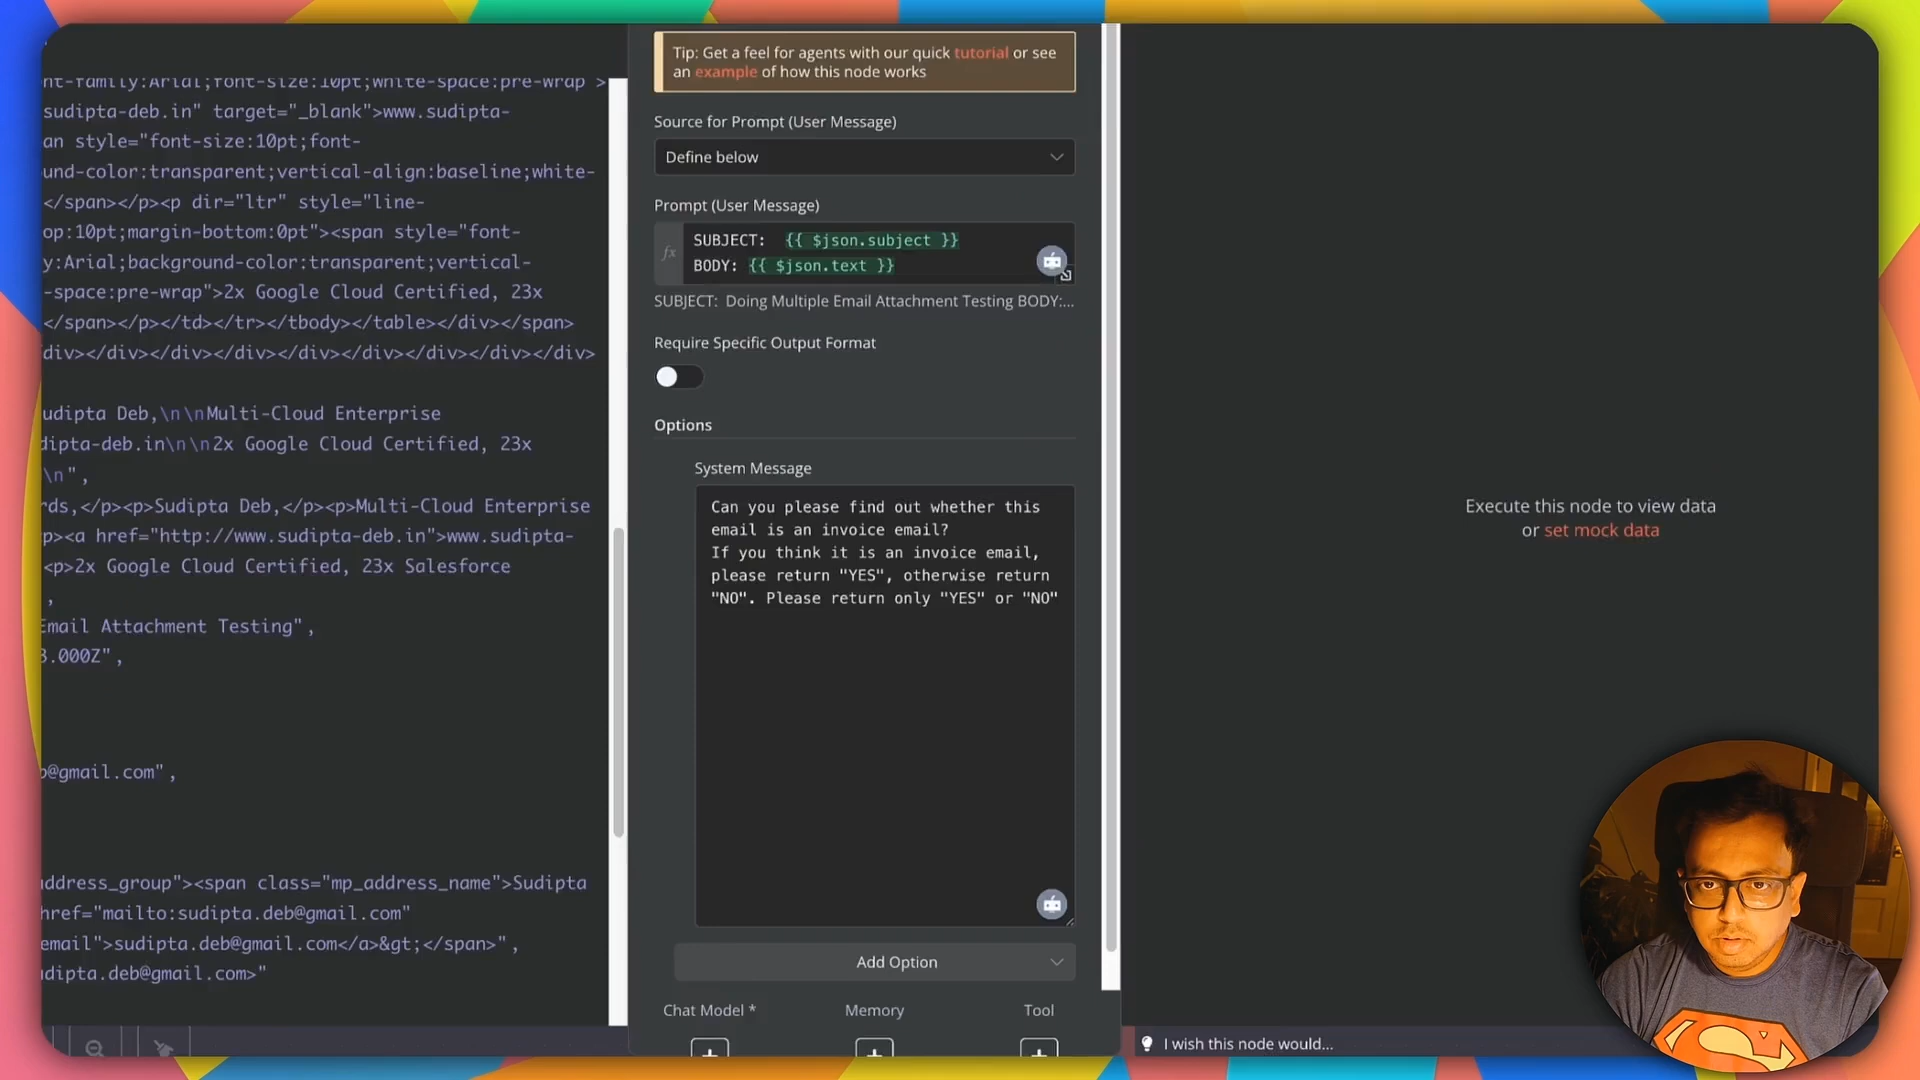 nt-family:Arial;font-size:10pt;white-space:pre-wrap >
sudipta-deb.in" target="_blank">www.sudipta-
an style="font-size:10pt;font-
und-color:transparent;vertical-align:baseline;white-
</span></p><p dir="ltr" style="line-
op:10pt;margin-bottom:0pt"><span style="font-
y:Arial;background-color:transparent;vertical-
-space:pre-wrap">2x Google Cloud Certified, 23x
</span></p></td></tr></tbody></table></div></span>
div></div></div></div></div></div></div></div></div>
udipta Deb,\n\nMulti-Cloud Enterprise
dipta-deb.in\n\n2x Google Cloud Certified, 23x
\n",
rds,</p><p>Sudipta Deb,</p><p>Multi-Cloud Enterprise
p><a href="http://www.sudipta-deb.in">www.sudipta-
<p>2x Google Cloud Certified, 23x Salesforce
,
Email Attachment Testing",
3.000Z",
b@gmail.com",
address_group"><span class="mp_address_name">Sudipta
href="mailto:sudipta.deb@gmail.com"
email">sudipta.deb@gmail.com</a>&gt;</span>",
udipta.deb@gmail.com>"
Tip: Get a feel for agents with our quick tutorial or see
an example of how this node works
Source for Prompt (User Message)
Define below
Prompt (User Message)
fx
SUBJECT: {{ $json.subject }}
BODY: {{ $json.text }}
SUBJECT: Doing Multiple Email Attachment Testing BODY:...
Require Specific Output Format
Options
System Message
Can you please find out whether this
email is an invoice email?
If you think it is an invoice email,
please return "YES", otherwise return
"NO". Please return only "YES" or "NO"
Add Option
Chat Model *
Memory
Tool
Execute this node to view data
or set mock data
I wish this node would...